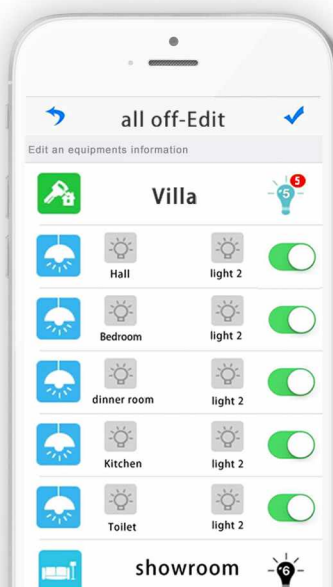 all off-Edit
Edit an equipments information
Villa
5
5
Hall
light 2
Bedroom
light 2
dinner room
light 2
Kitchen
light 2
Toilet
light 2
showroom
6